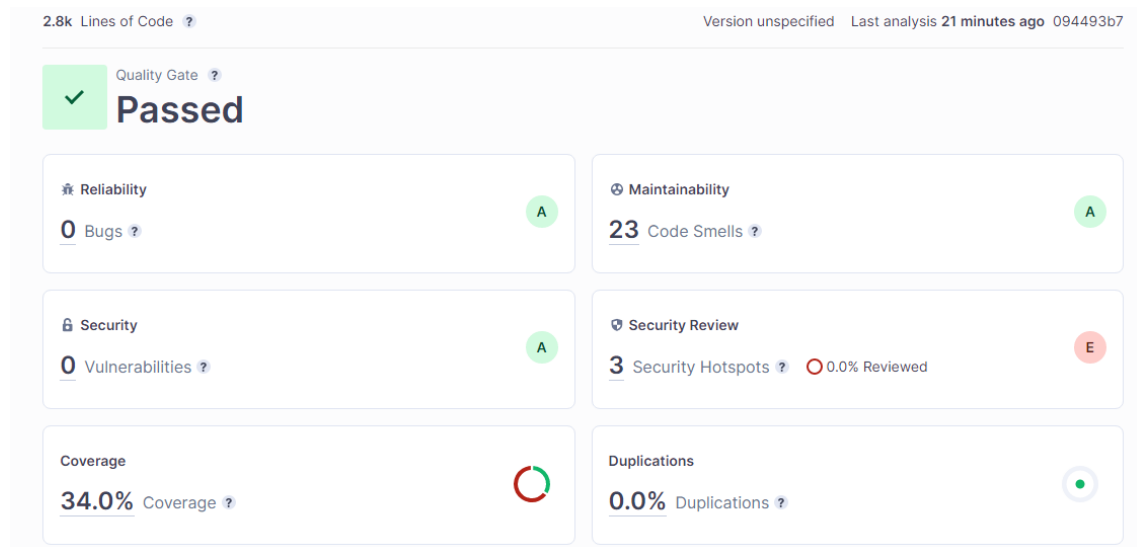 2.8k Lines of Code ? Version unspecified Last analysis 21 minutes ago 094493b7
Quality Gate ?
Passed
Reliability
0 Bugs ?
A
Maintainability
23 Code Smells ?
A
Security
0 Vulnerabilities ?
A
Security Review
3 Security Hotspots ? 0.0% Reviewed
E
Coverage
34.0% Coverage ?
Duplications
0.0% Duplications ?